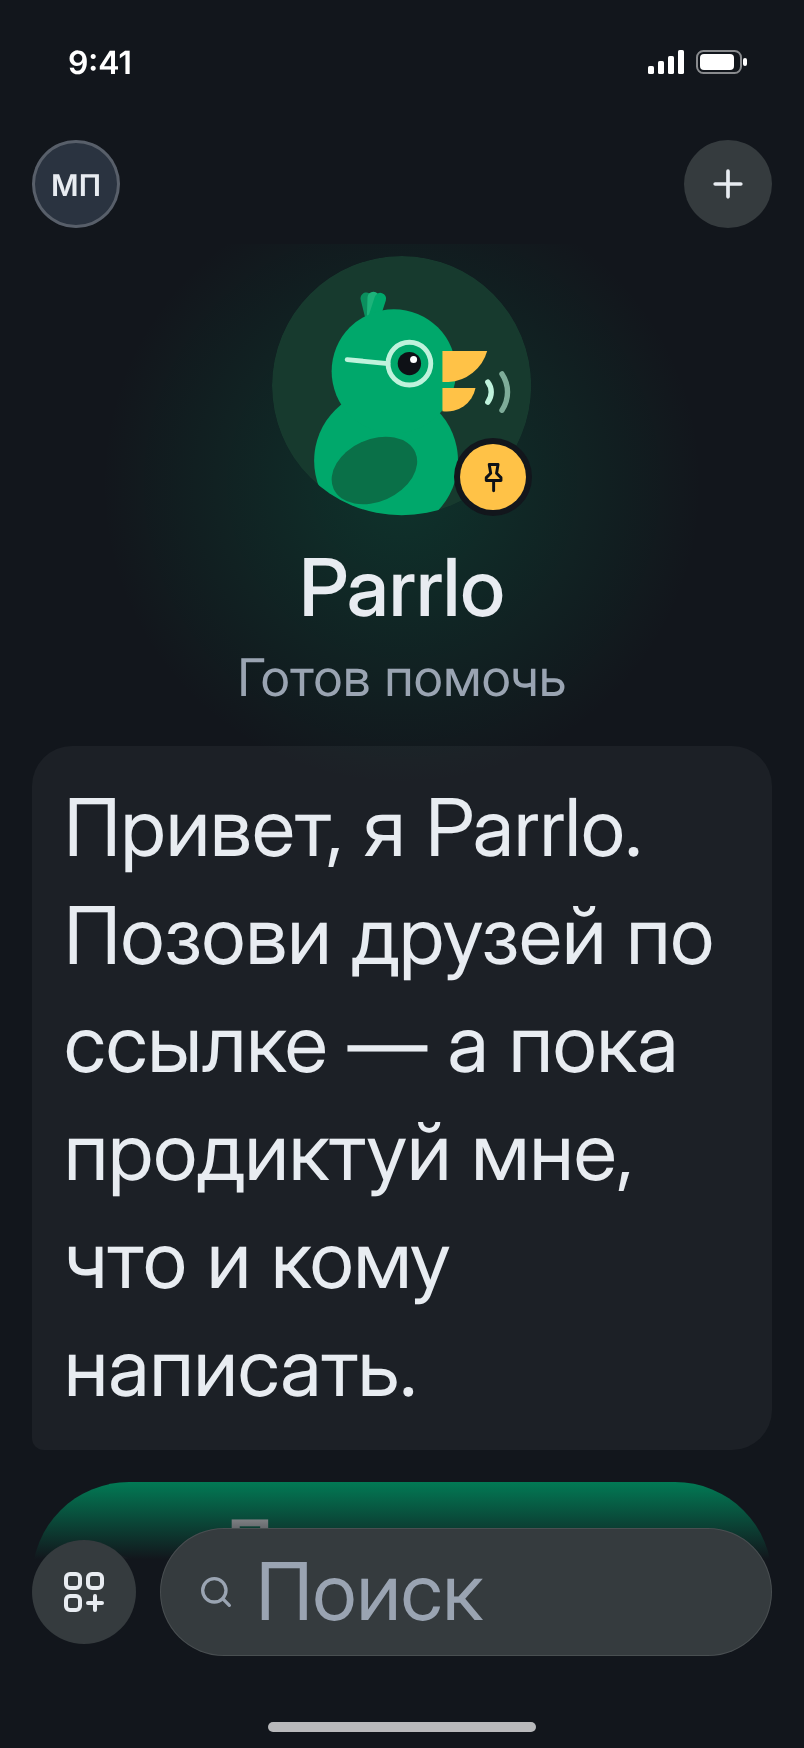 9:41
МП
Parrlo
Готов помочь
Привет, я Parrlo.
Позови друзей по
ссылке — а пока
продиктуй мне,
что и кому
написать.
Поиск